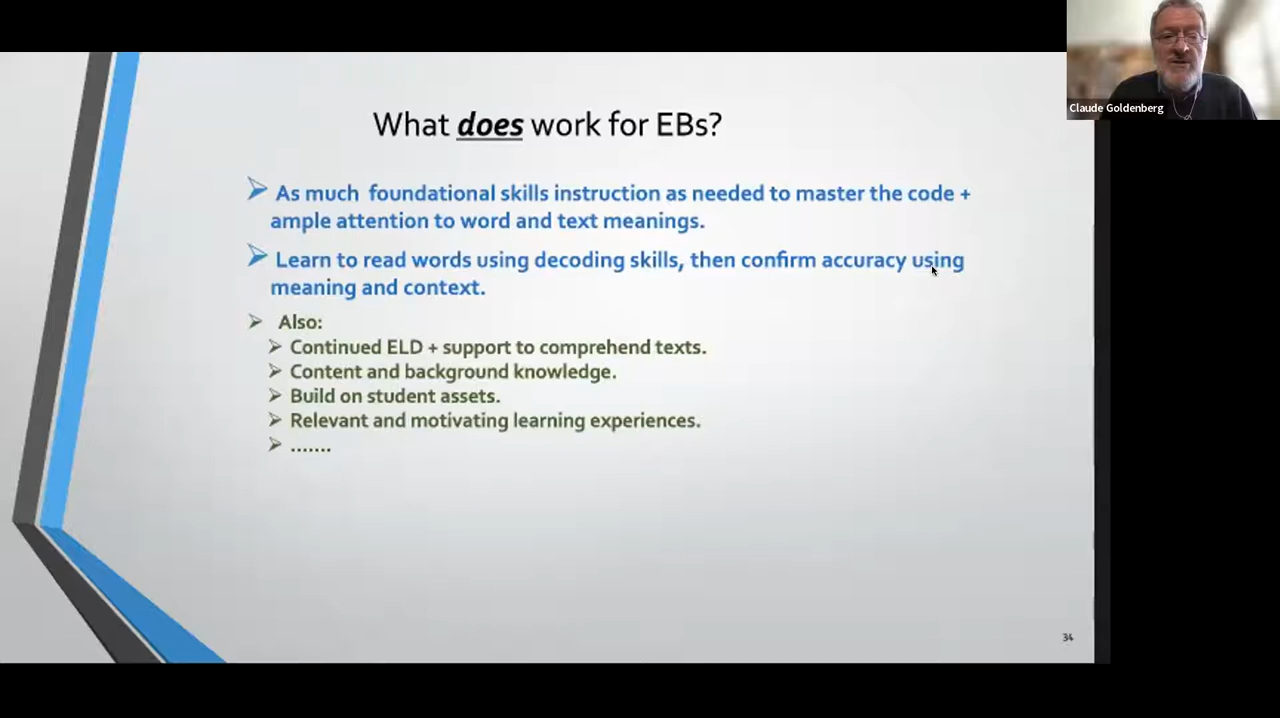 Claude Goldenberg
What does work for EBs?
As much foundational skills instruction as needed to master the code +
ample attention to word and text meanings.
Learn to read words using decoding skills, then confirm accuracy using
meaning and context.
Also:
Continued ELD + support to comprehend texts.
Content and background knowledge.
Build on student assets.
Relevant and motivating learning experiences.
.......
34